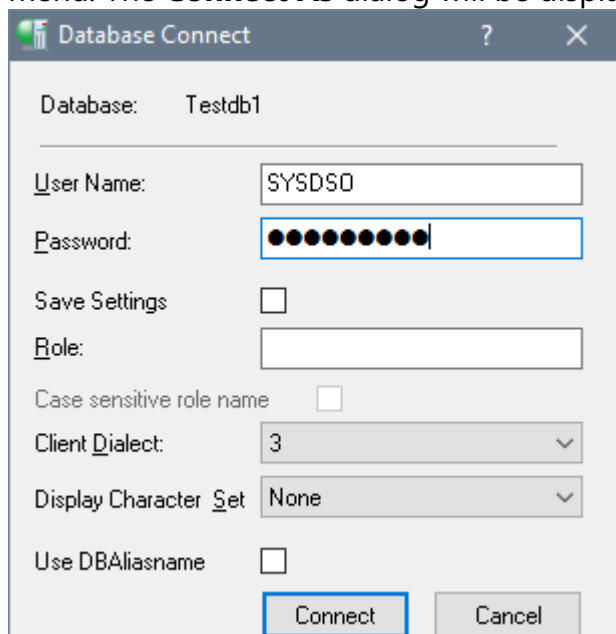 menu. The Connect As dialog will be displa
Database Connect ? ×
Database: Testdb1
User Name: SYSDSO
Password: ●●●●●●●●●
Save Settings
Role:
Case sensitive role name
Client Dialect: 3
Display Character Set None
Use DBAliasname
Connect Cancel